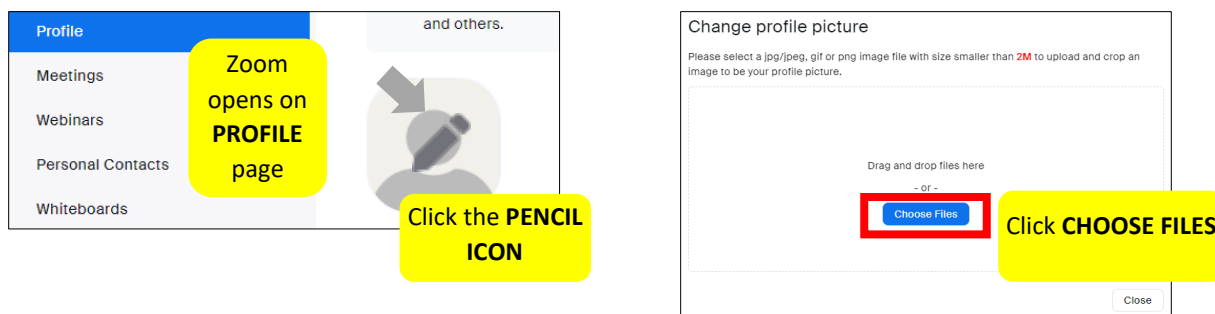 Profile
and others.
Meetings
Webinars
Personal Contacts
Whiteboards
Zoom
opens on
PROFILE
page
Click the PENCIL
ICON
Change profile picture
Please select a jpg/jpeg, gif or png image file with size smaller than 2M to upload and crop an
image to be your profile picture.
Drag and drop files here
- or -
Choose Files
Click CHOOSE FILES
Close